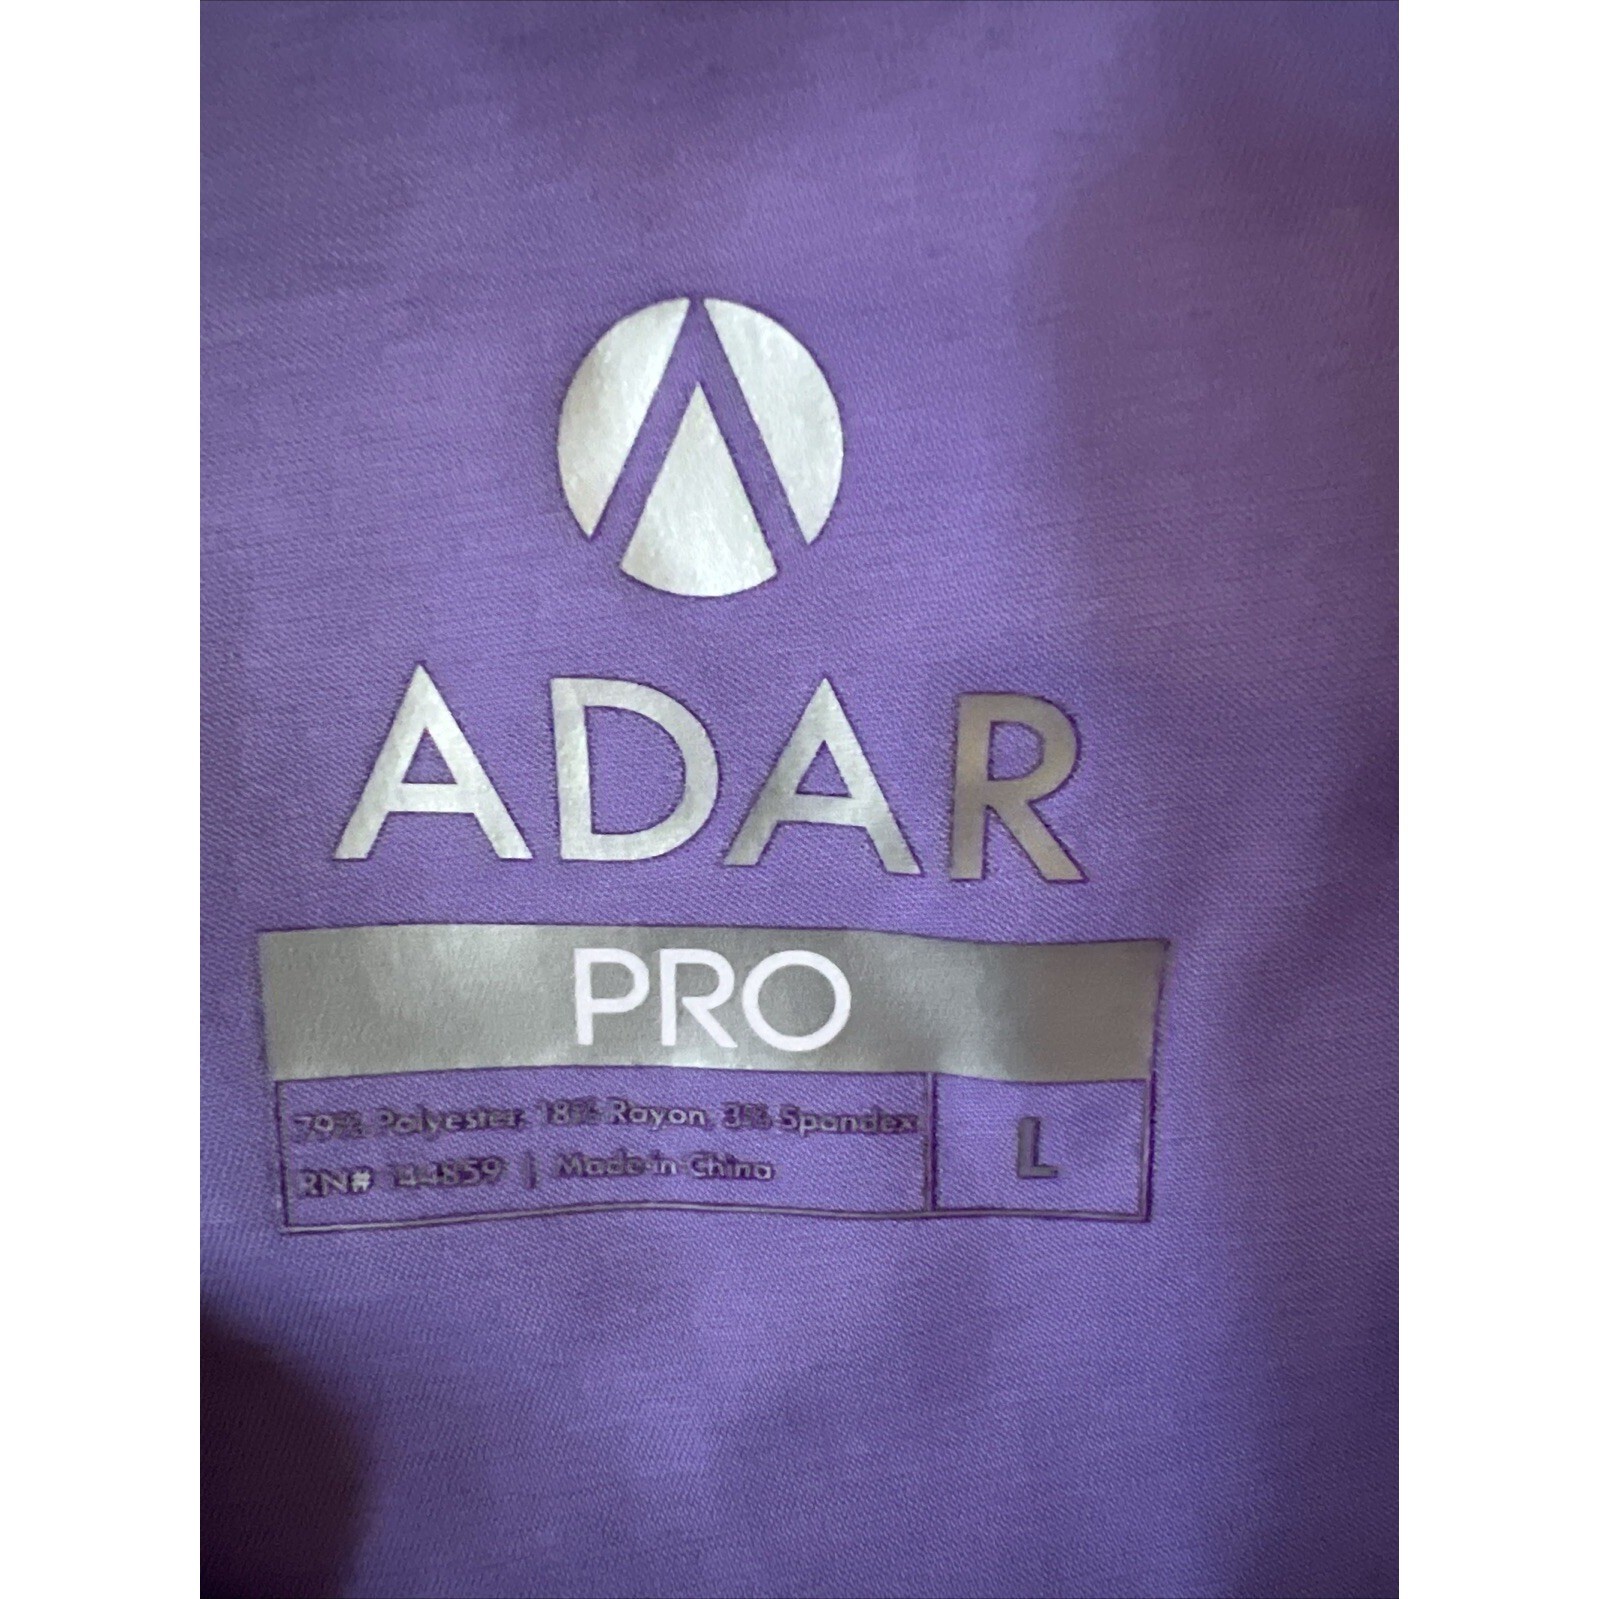 ADAR
PRO
79% Polyester, 18% Rayon, 3% Spandex
RN# 144859 | Made in China
L